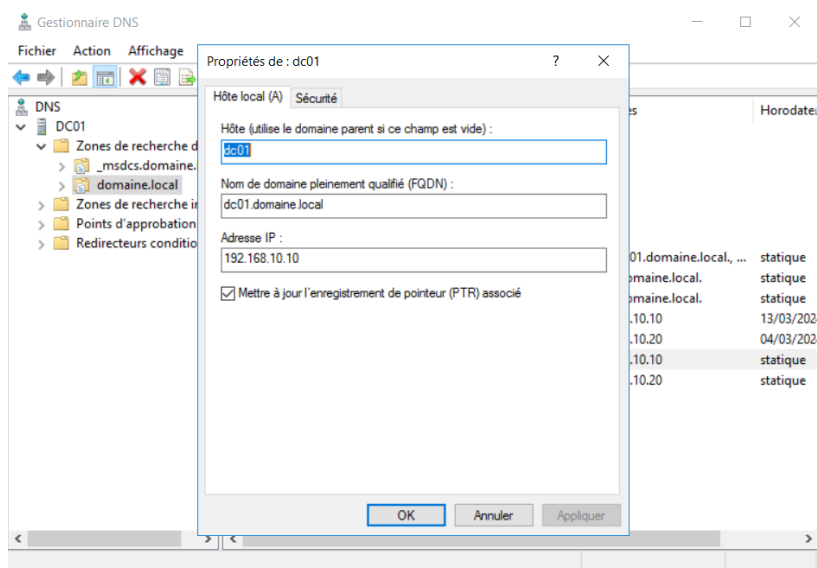 Gestionnaire DNS
Fichier Action Affichage
Propriétés de : dc01 ?
Hôte local (A) Sécurité
Hôte (utilise le domaine parent si ce champ est vide) :
dc01
Nom de domaine pleinement qualifié (FQDN) :
dc01.domaine.local
Adresse IP :
192.168.10.10
Mettre à jour l'enregistrement de pointeur (PTR) associé
OK Annuler Appliquer
DNS
DC01
Zones de recherche d
_msdcs.domaine.
domaine.local
Zones de recherche in
Points d'approbation
Redirecteurs conditio
es Horodate
01.domaine.local., ... statique
omaine.local. statique
omaine.local. statique
.10.10 13/03/202
.10.20 04/03/202
.10.10 statique
.10.20 statique